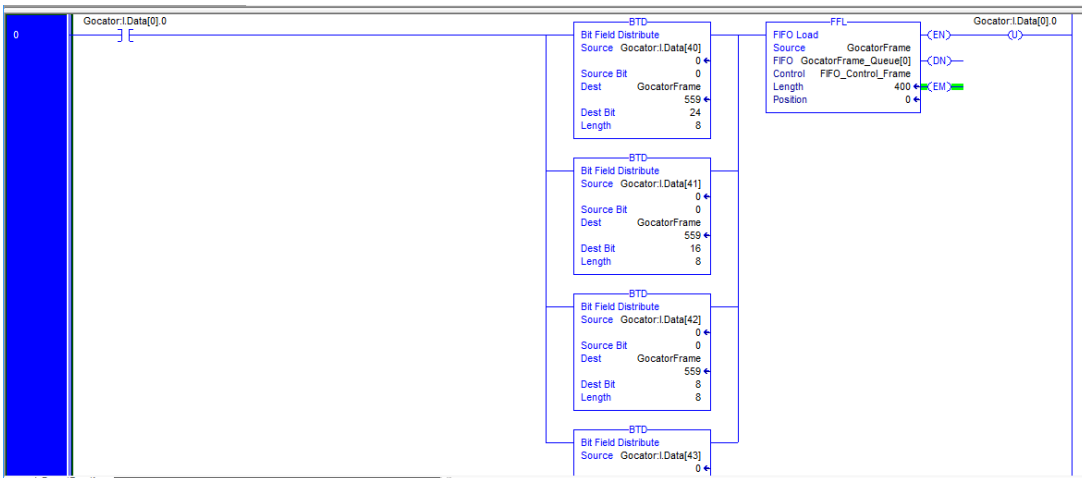 Gocator:I.Data[0].0
0
BTD
Bit Field Distribute
Source Gocator:I.Data[40]
0
Source Bit 0
Dest GocatorFrame
559
Dest Bit 24
Length 8
FFL
FIFO Load
Source GocatorFrame
FIFO GocatorFrame_Queue[0]
Control FIFO_Control_Frame
Length 400
Position 0
(EN)
(DN)
(EM)
Gocator:I.Data[0].0
(U)
BTD
Bit Field Distribute
Source Gocator:I.Data[41]
0
Source Bit 0
Dest GocatorFrame
559
Dest Bit 16
Length 8
BTD
Bit Field Distribute
Source Gocator:I.Data[42]
0
Source Bit 0
Dest GocatorFrame
559
Dest Bit 8
Length 8
BTD
Bit Field Distribute
Source Gocator:I.Data[43]
0